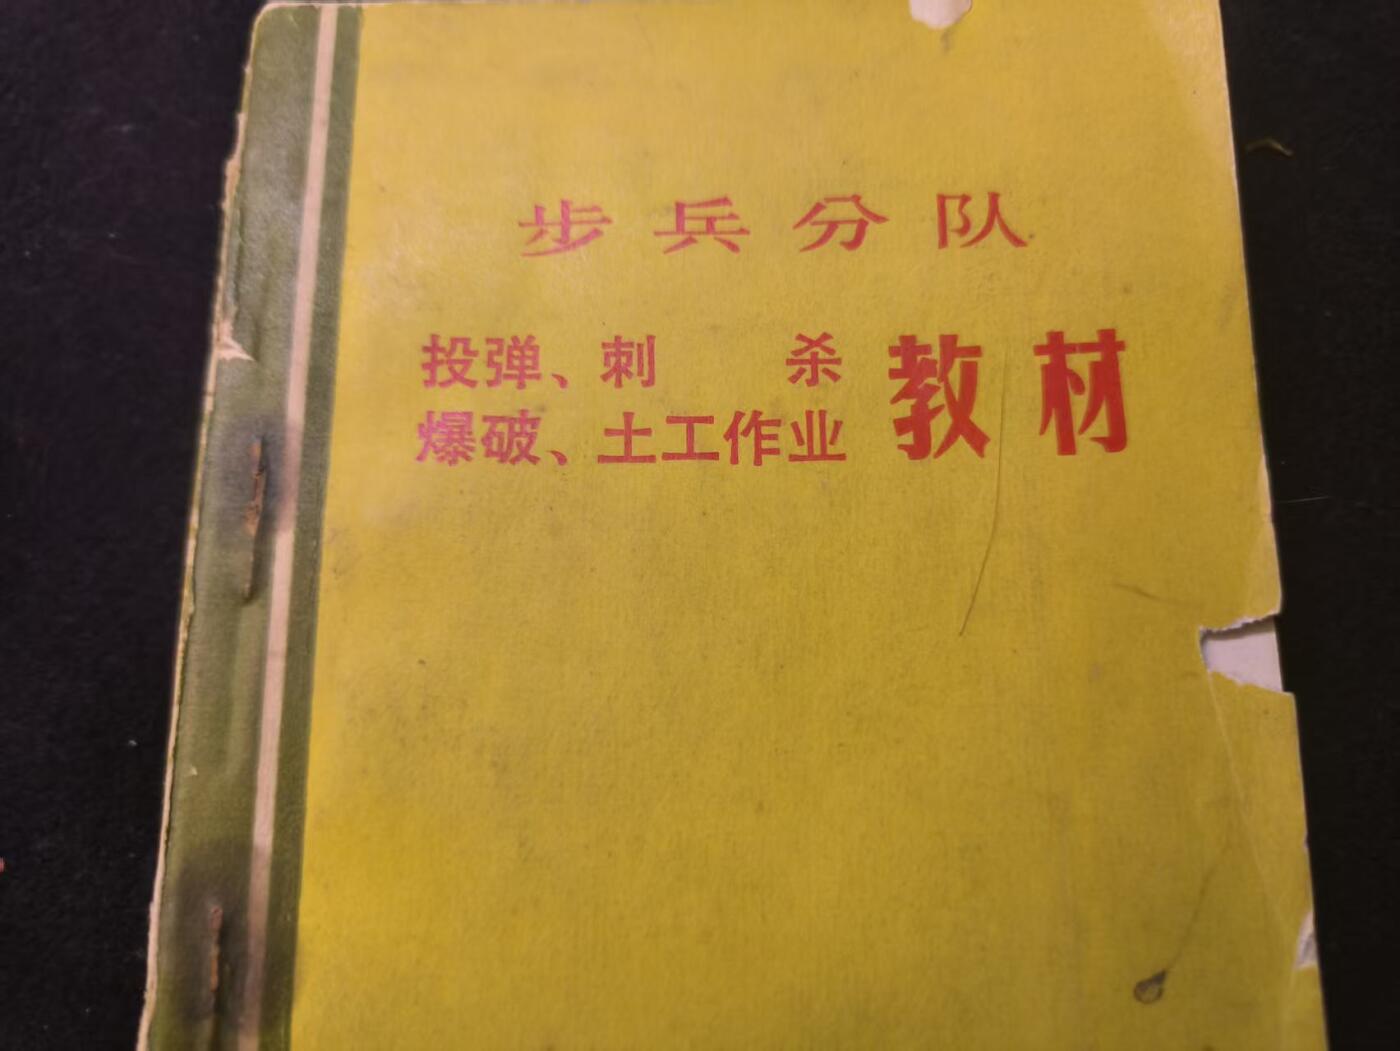 步兵分队
投弹、刺杀
爆破、土工作业
教材